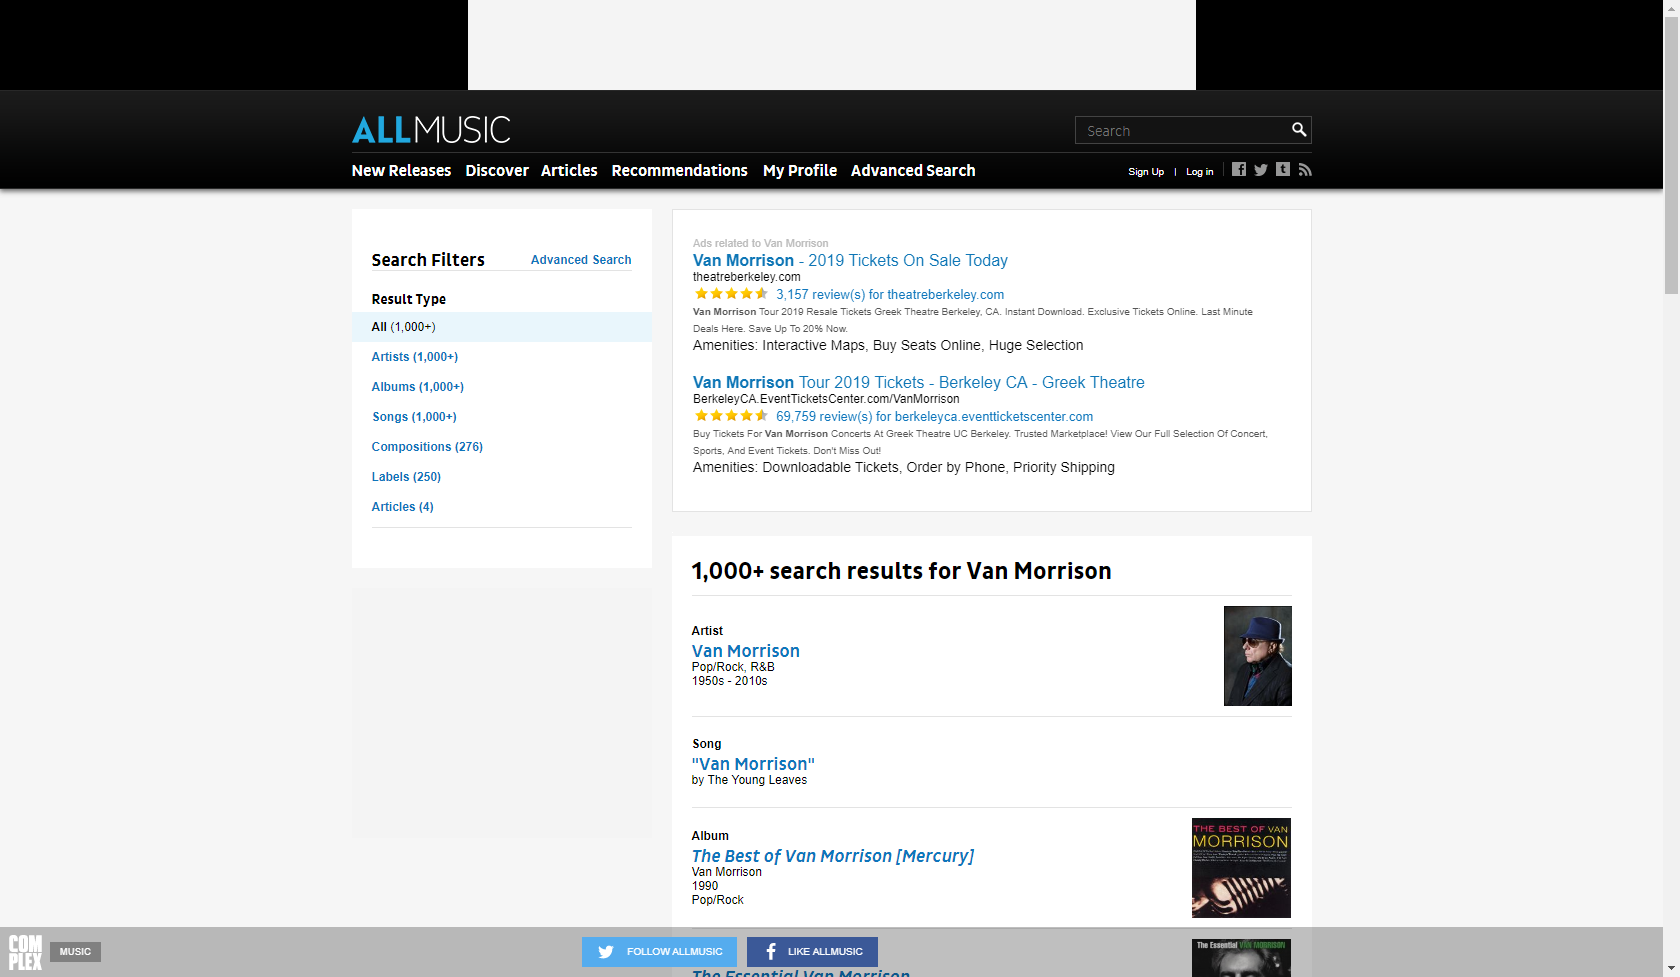 ALLMUSIC
Search
New Releases Discover Articles Recommendations My Profile Advanced Search
Sign Up | Log in
Search Filters Advanced Search
Result Type
All (1,000+)
Artists (1,000+)
Albums (1,000+)
Songs (1,000+)
Compositions (276)
Labels (250)
Articles (4)
Ads related to Van Morrison
Van Morrison - 2019 Tickets On Sale Today
theatreberkeley.com
3,157 review(s) for theatreberkeley.com
Van Morrison Tour 2019 Resale Tickets Greek Theatre Berkeley, CA. Instant Download. Exclusive Tickets Online. Last Minute
Deals Here. Save Up To 20% Now.
Amenities: Interactive Maps, Buy Seats Online, Huge Selection
Van Morrison Tour 2019 Tickets - Berkeley CA - Greek Theatre
BerkeleyCA.EventTicketsCenter.com/VanMorrison
69,759 review(s) for berkeleyca.eventticketscenter.com
Buy Tickets For Van Morrison Concerts At Greek Theatre UC Berkeley. Trusted Marketplace! View Our Full Selection Of Concert,
Sports, And Event Tickets. Don't Miss Out!
Amenities: Downloadable Tickets, Order by Phone, Priority Shipping
1,000+ search results for Van Morrison
Artist
Van Morrison
Pop/Rock, R&B
1950s - 2010s
Song
"Van Morrison"
by The Young Leaves
Album
The Best of Van Morrison [Mercury]
Van Morrison
1990
Pop/Rock
THE BEST OF VAN
MORRISON
The Essential VAN MORRISON
The Essential Van Morrison
COMPLEX
MUSIC
FOLLOW ALLMUSIC
LIKE ALLMUSIC